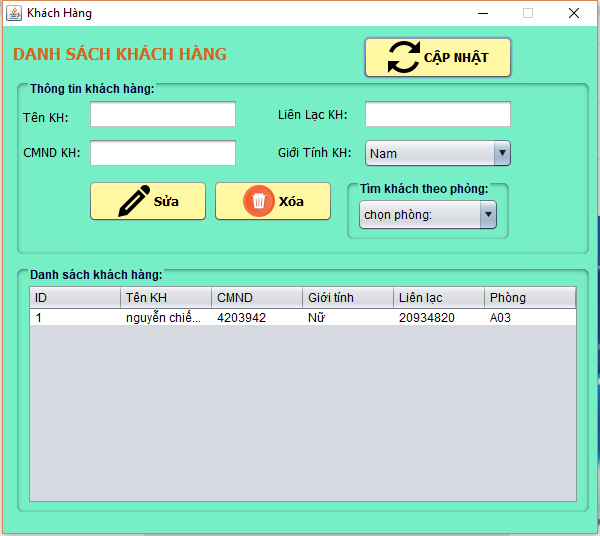 Khách Hàng
DANH SÁCH KHÁCH HÀNG
CẬP NHẬT
Thông tin khách hàng:
Tên KH:
Liên Lạc KH:
CMND KH:
Giới Tính KH:
Nam
Sửa
Xóa
Tìm khách theo phòng:
chọn phòng:
Danh sách khách hàng:
ID Tên KH CMND Giới tính Liên lạc Phòng
1 nguyễn chiế... 4203942 Nữ 20934820 A03